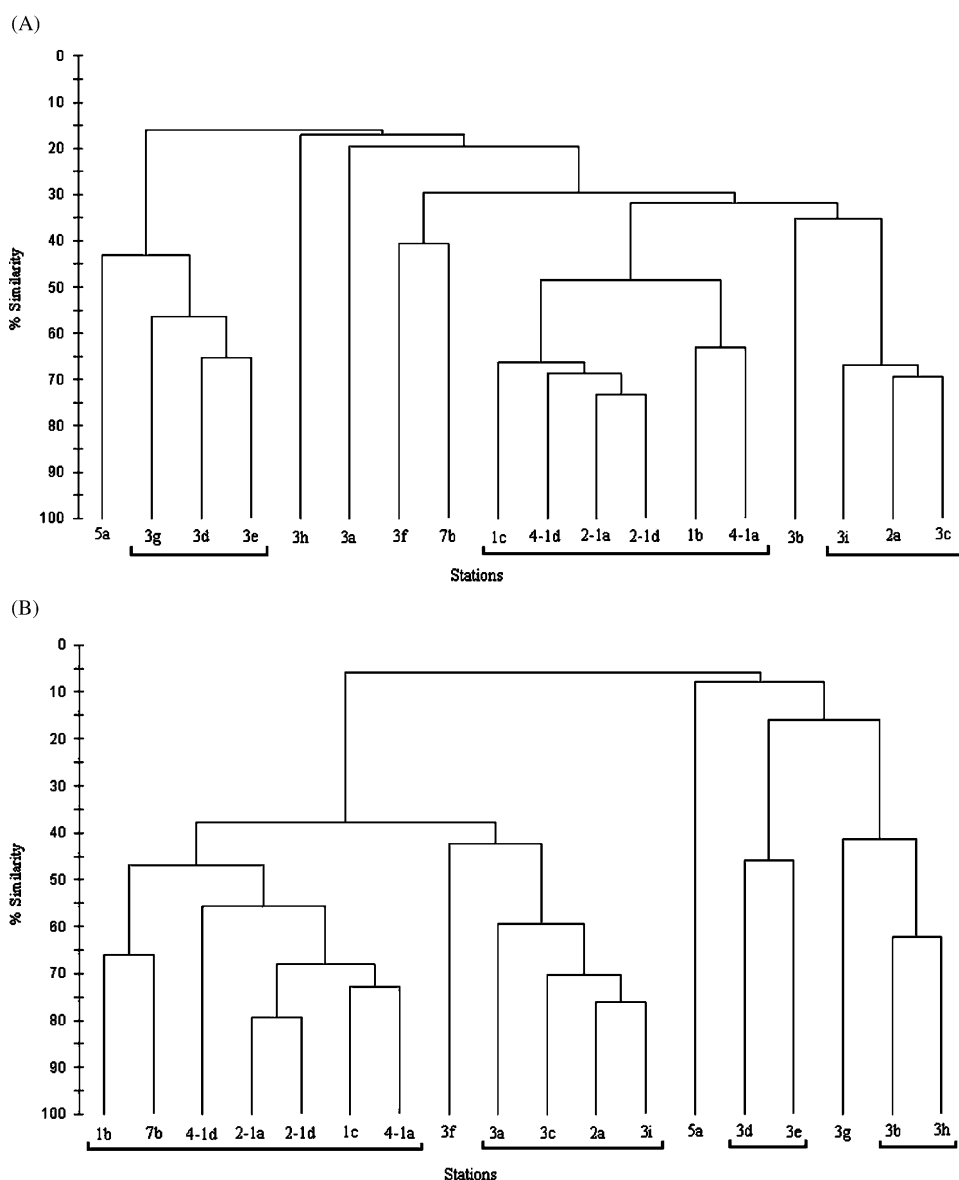 (A)
0
10
20
30
40
50
60
70
80
90
100
% Similarity
5a 3g 3d 3e 3h 3a 3f 7b 1c 4-1d 2-1a 2-1d 1b 4-1a 3b 3i 2a 3c
Stations
(B)
0
10
20
30
40
50
60
70
80
90
100
% Similarity
1b 7b 4-1d 2-1a 2-1d 1c 4-1a 3f 3a 3c 2a 3i 5a 3d 3e 3g 3b 3h
Stations